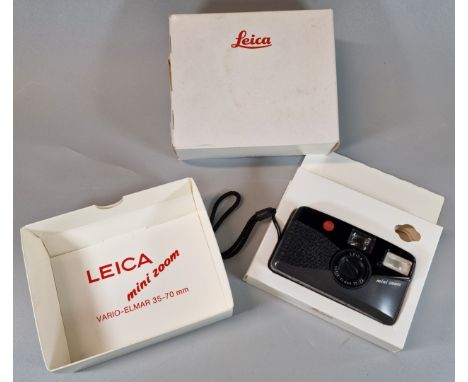 Leica
LEICA
mini zoom
VARIO-ELMAR 35-70 mm
mini zoom